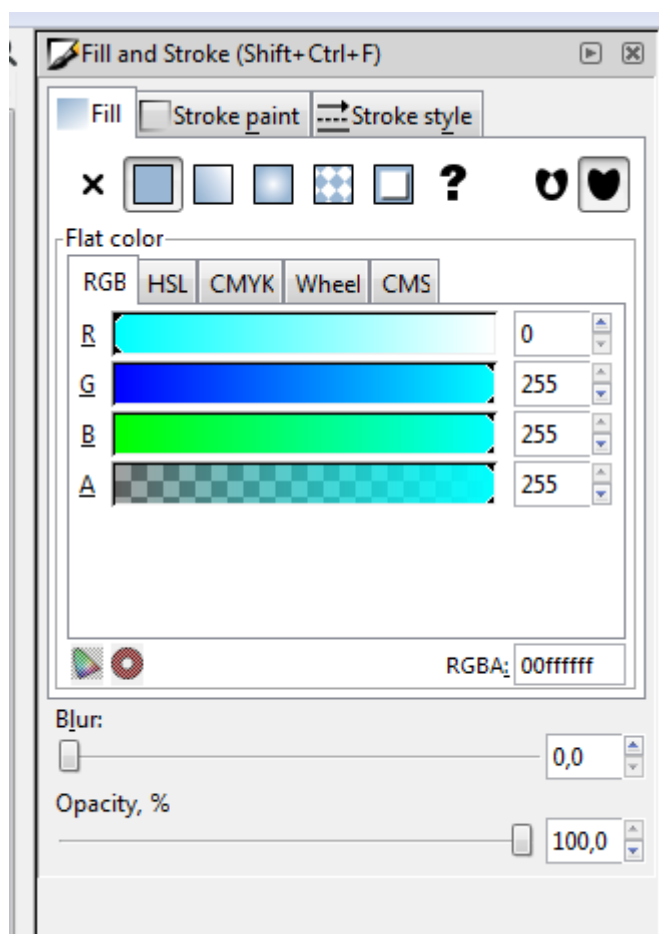 Fill and Stroke (Shift+Ctrl+F)
Fill Stroke paint Stroke style
?
Flat color
RGB HSL CMYK Wheel CMS
R 0
G 255
B 255
A 255
RGBA: 00ffffff
Blur:
0,0
Opacity, %
100,0